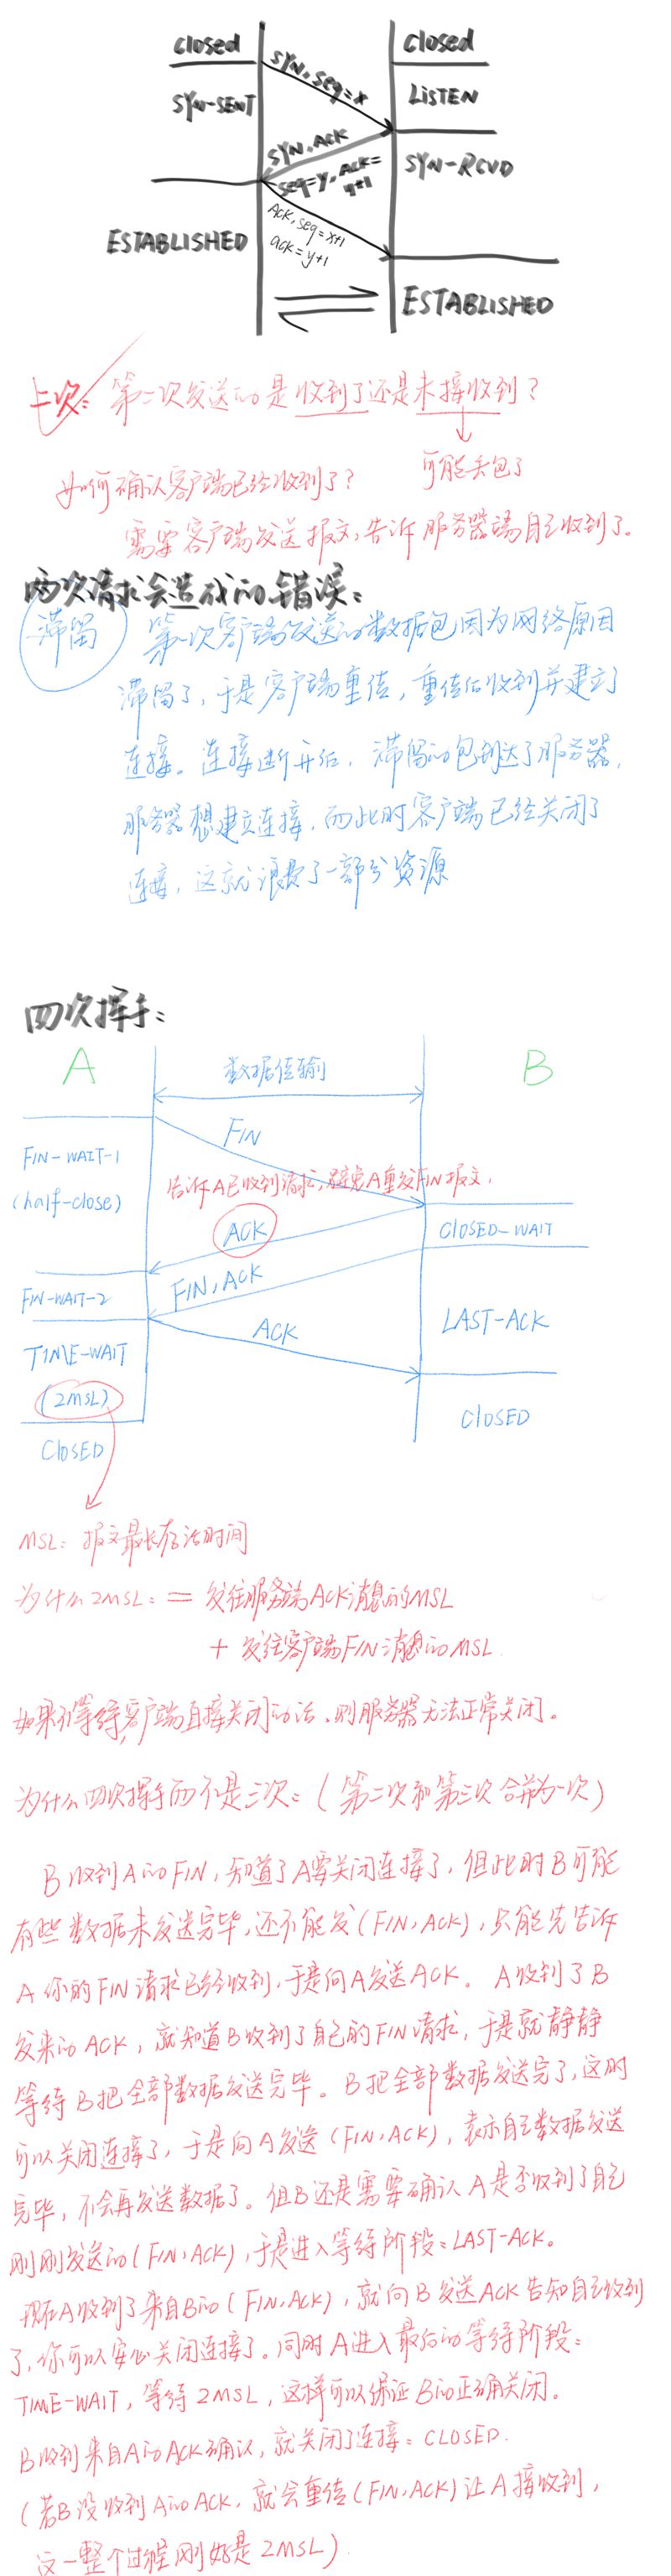 closed
closed
SYN-SENT
SYN, seq=x
LISTEN
SYN, ACK
seq=y, ACK=
SYN-RCVD
ESTABLISHED
ACK, seq=x+1
ack=y+1
ESTABLISHED
二次: 第二次发送的是收到了还是未接收到?
可能丢包了
如何确认客户端已经收到了?
需要客户端发送报文,告诉服务器端自己收到了。
两次请求会造成的错误:
滞留
第一次客户端发送的数据包因为网络原因
滞留了,于是客户端重传,重传后收到并建立了
连接。连接断开后,滞留的包到达了服务器,
服务器想建立连接,而此时客户端已经关闭了
连接,这就浪费了一部分资源
四次挥手:
A
B
数据传输
FIN
FIN-WAIT-1
(half-close)
告诉A已收到请求,避免A重发FIN报文,
ACK
CLOSED-WAIT
FIN-WAIT-2
FIN,ACK
ACK
LAST-ACK
TIME-WAIT
(2MSL)
CLOSED
CLOSED
MSL: 报文最长存活时间
为什么2MSL: = 发往服务端ACK消息的MSL
+ 发往客户端FIN消息的MSL
如果不等待,客户端直接关闭的话,则服务器无法正常关闭。
为什么四次挥手而不是三次:(第二次和第三次合并为一次)
B收到A的FIN,知道了A要关闭连接了,但此时B可能
有些数据未发送完毕,还不能发(FIN,ACK),只能先告诉
A你的FIN请求已经收到,于是向A发送ACK。A收到了B
发来的ACK,就知道B收到了自己的FIN请求,于是就静静
等待B把全部数据发送完毕。B把全部数据发送完了,这时
可以关闭连接了,于是向A发送(FIN,ACK),表示自己数据发送
完毕,不会再发送数据了。但B还是需要确认A是否收到了自己
刚刚发送的(FIN,ACK),于是进入等待阶段:LAST-ACK。
现在A收到了来自B的(FIN,ACK),就向B发送ACK告知自己收到
了,你可以安心关闭连接了。同时A进入最后的等待阶段:
TIME-WAIT,等待2MSL,这样可以保证B的正确关闭。
B收到来自A的ACK确认,就关闭了连接:CLOSED.
(若B没收到A的ACK,就会重传(FIN,ACK)让A接收到,
这一整个过程刚好是2MSL)